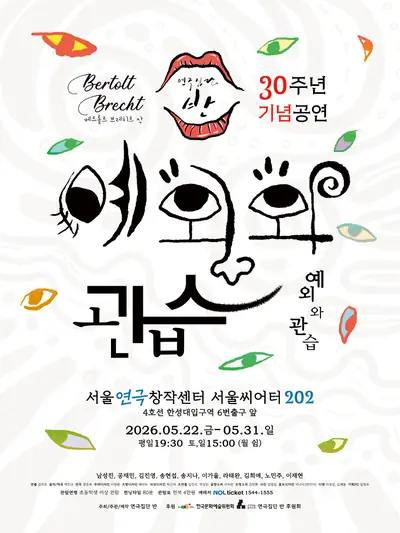 Bertolt
Brecht
베르톨트 브레히트 작
연극집단
반
30주년
기념공연
예외와
관습
예외와 관습
서울연극창작센터 서울씨어터 202
4호선 한성대입구역 6번출구 앞
2026.05.22.금 - 05.31.일
평일19:30 토,일15:00 (월 쉼)
남성진, 공재민, 김진영, 송현섭, 송지나, 이가을, 라태완, 김희애, 노민주, 이재현
관람연령 초등학생 이상 관람 런닝타임 80분 관람료 전석 4만원 예매처 NOL ticket 1544-1555
주최/주관/제작 연극집단 반 후원 한국문화예술위원회 연극집단 반 후원회